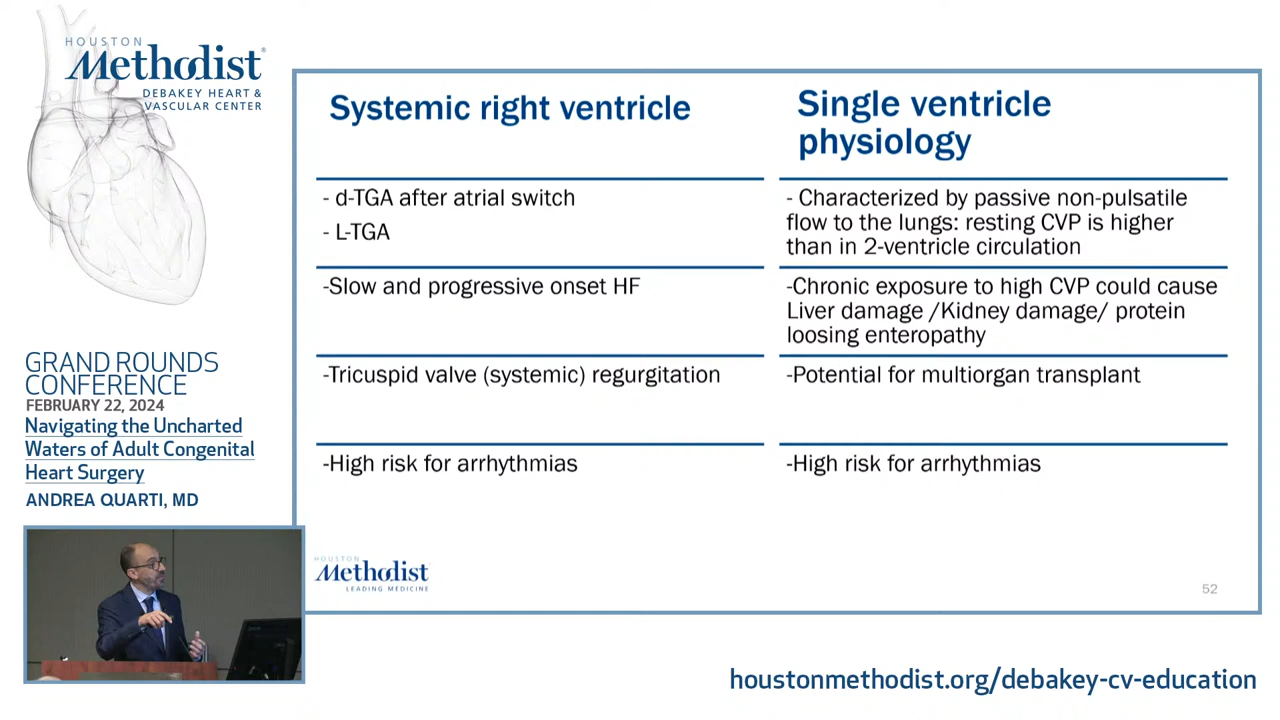 HOUSTON
Methodist®
DEBAKEY HEART &
VASCULAR CENTER
GRAND ROUNDS
CONFERENCE
FEBRUARY 22, 2024
Navigating the Uncharted
Waters of Adult Congenital
Heart Surgery
ANDREA QUARTI, MD
Systemic right ventricle
- d-TGA after atrial switch
- L-TGA
-Slow and progressive onset HF
-Tricuspid valve (systemic) regurgitation
-High risk for arrhythmias
Single ventricle
physiology
- Characterized by passive non-pulsatile
flow to the lungs: resting CVP is higher
than in 2-ventricle circulation
-Chronic exposure to high CVP could cause
Liver damage /Kidney damage/ protein
loosing enteropathy
-Potential for multiorgan transplant
-High risk for arrhythmias
HOUSTON
Methodist
LEADING MEDICINE
52
houstonmethodist.org/debakey-cv-education